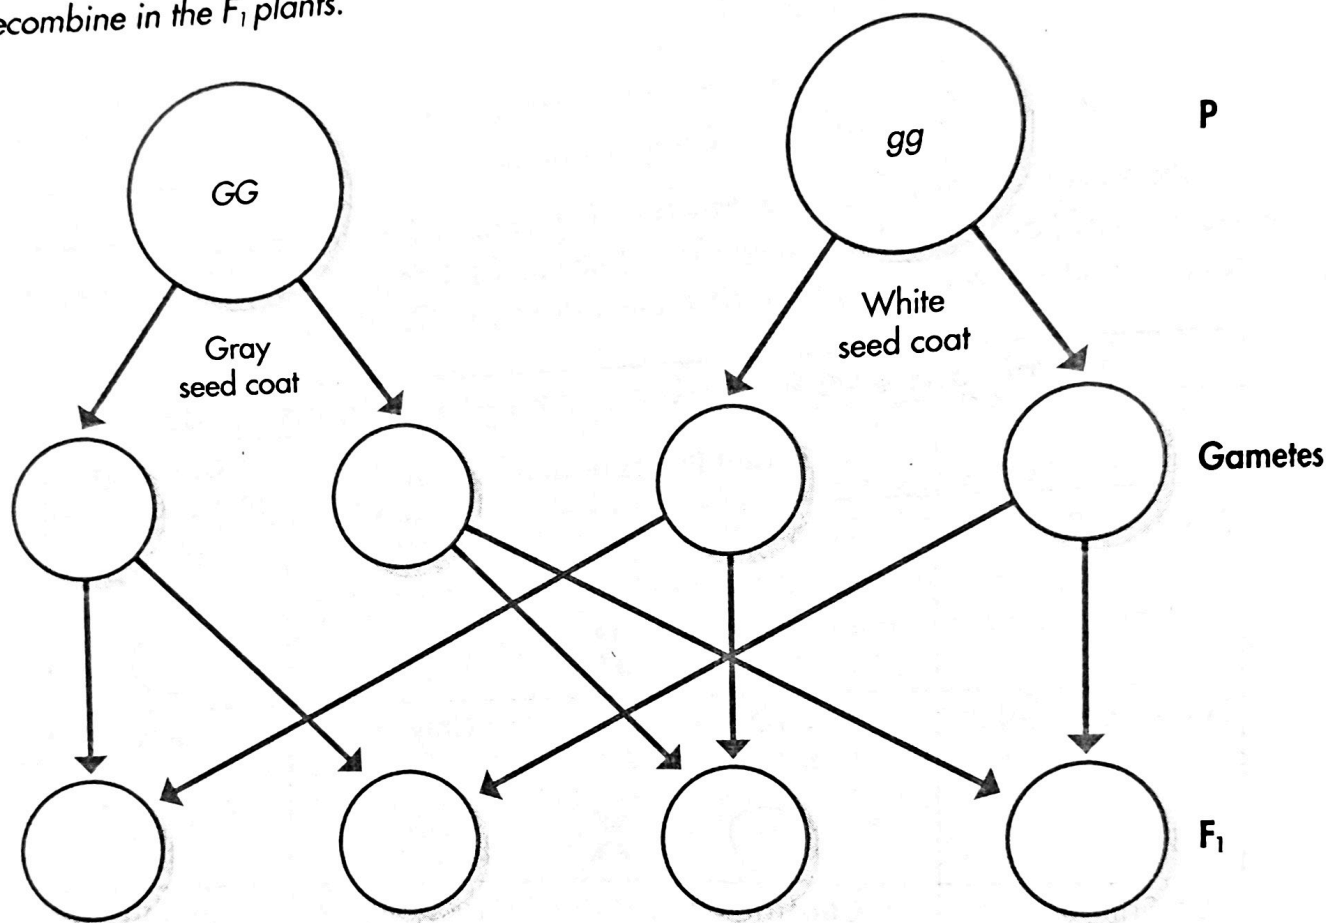 recombine in the F₁ plants.
P
GG
gg
Gray
seed coat
White
seed coat
Gametes
F₁